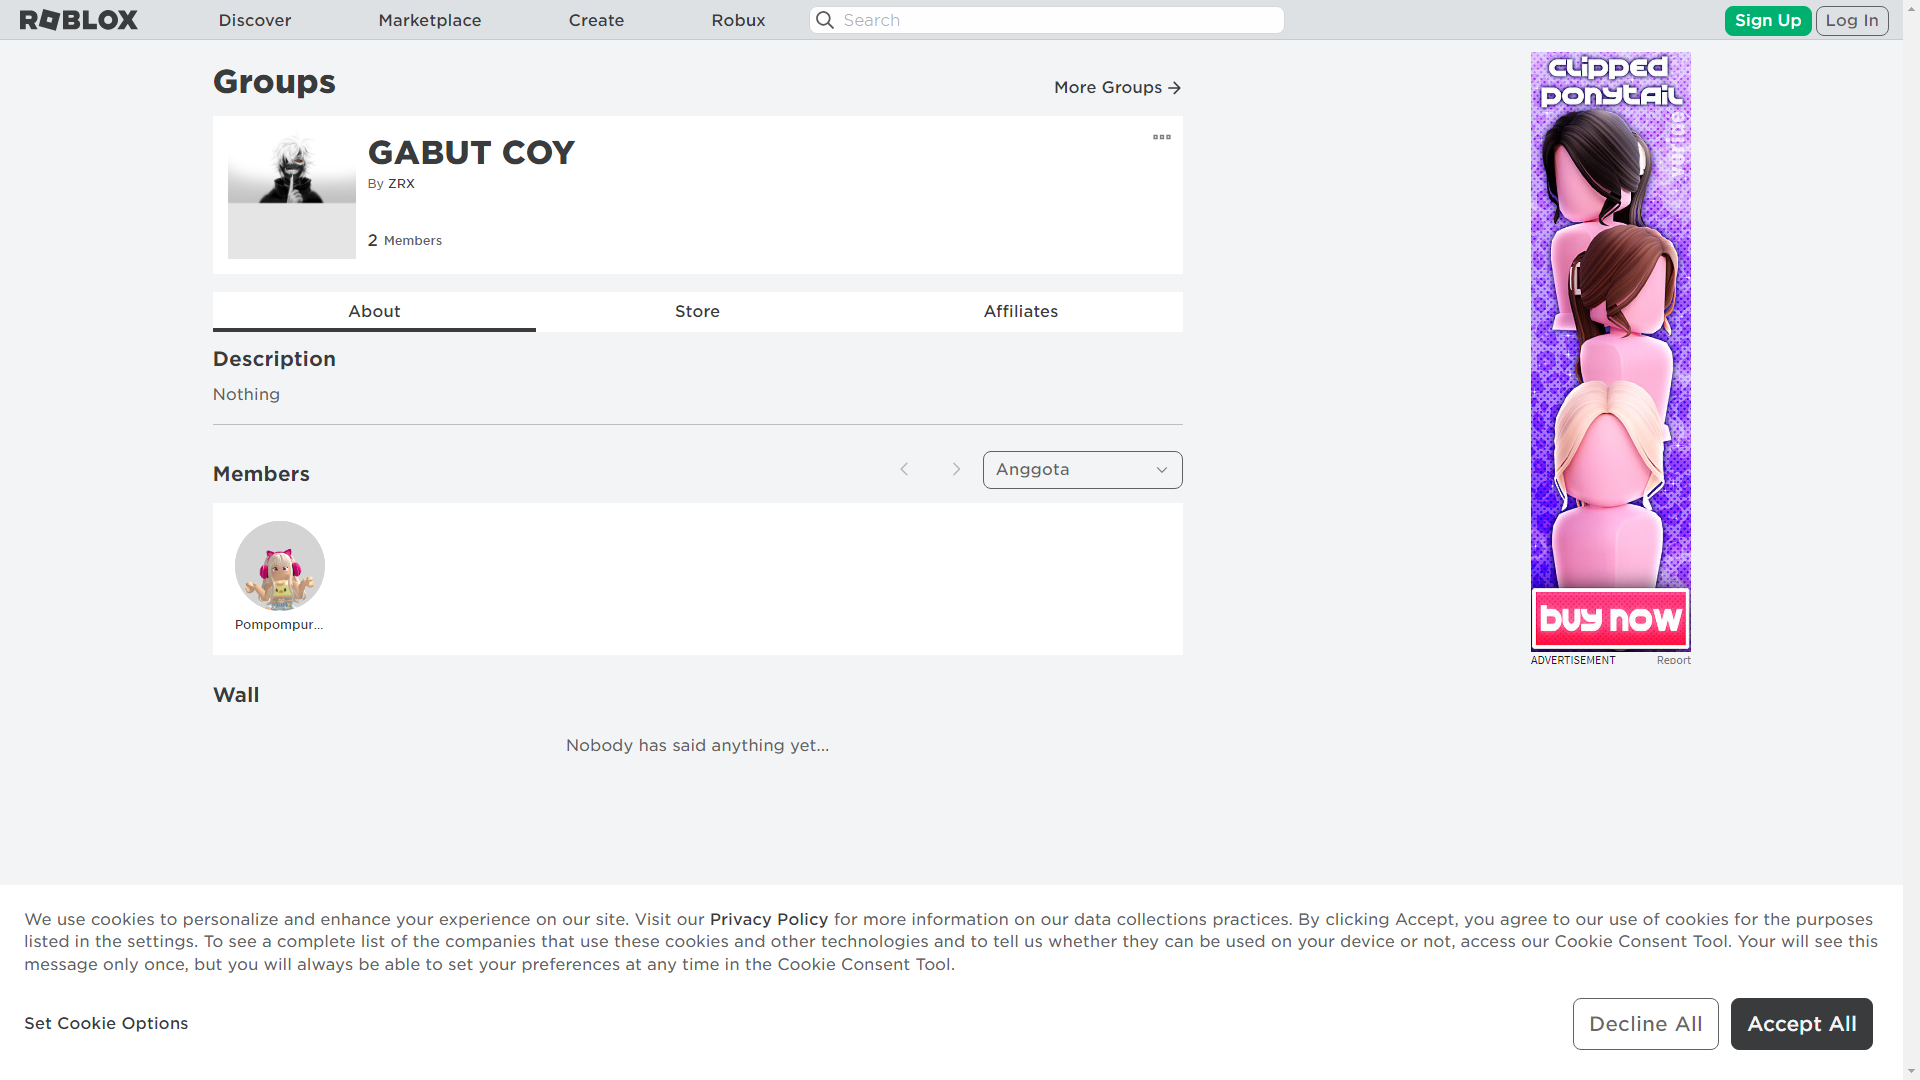 ROBLOX
Discover
Marketplace
Create
Robux
Search
Sign Up
Log In
Groups
More Groups
GABUT COY
By ZRX
2 Members
About
Store
Affiliates
Description
Nothing
Members
Anggota
Pompompur...
Wall
Nobody has said anything yet...
clipped
ponytail
buy now
ADVERTISEMENT
Report
We use cookies to personalize and enhance your experience on our site. Visit our Privacy Policy for more information on our data collections practices. By clicking Accept, you agree to our use of cookies for the purposes
listed in the settings. To see a complete list of the companies that use these cookies and other technologies and to tell us whether they can be used on your device or not, access our Cookie Consent Tool. Your will see this
message only once, but you will always be able to set your preferences at any time in the Cookie Consent Tool.
Set Cookie Options
Decline All
Accept All